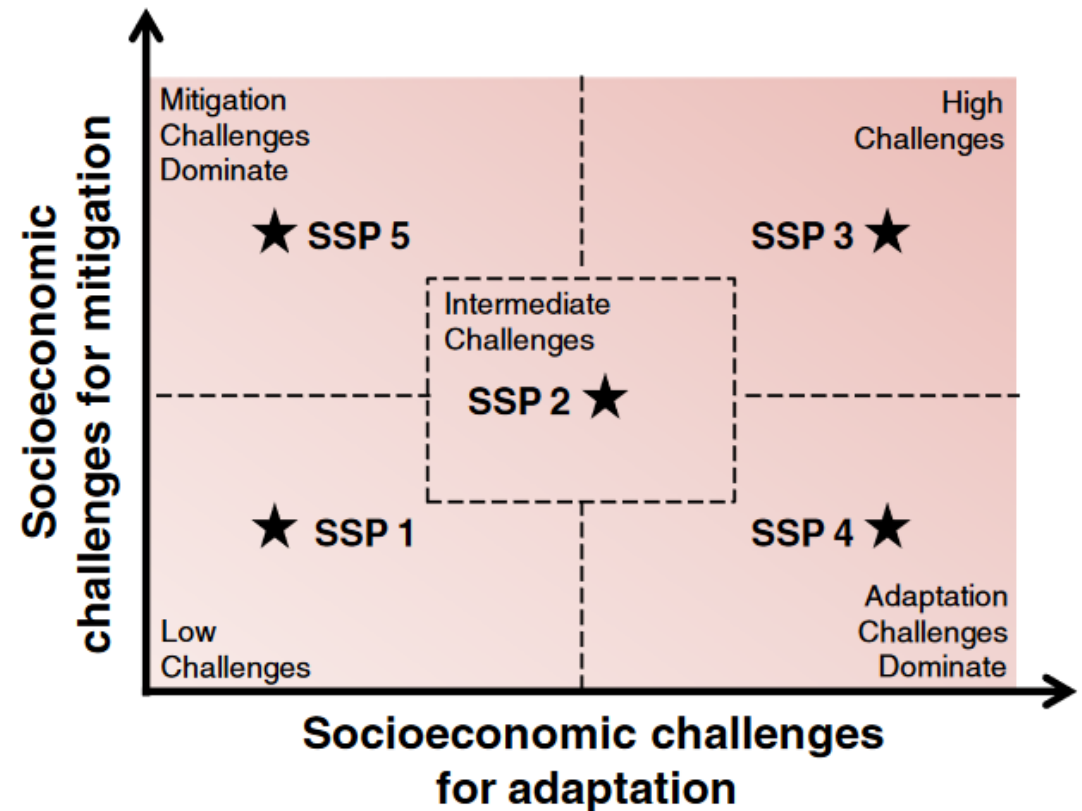 Socioeconomic
challenges for mitigation
Mitigation
Challenges
Dominate
High
Challenges
SSP 5
SSP 3
Intermediate
Challenges
SSP 2
SSP 1
SSP 4
Low
Challenges
Adaptation
Challenges
Dominate
Socioeconomic challenges
for adaptation